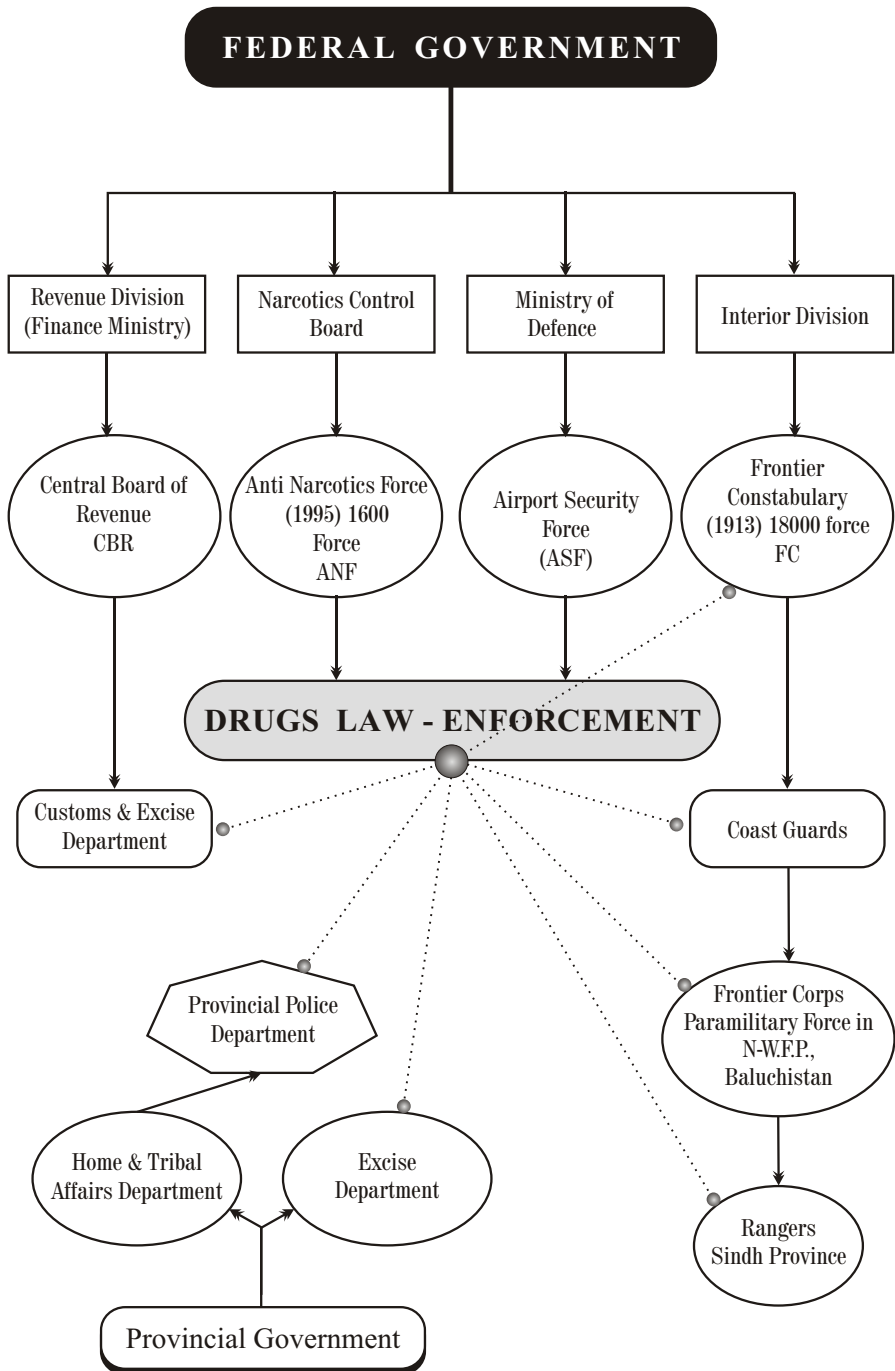 FEDERAL GOVERNMENT
Revenue Division
(Finance Ministry)
Narcotics Control
Board
Ministry of
Defence
Interior Division
Central Board of
Revenue
CBR
Anti Narcotics Force
(1995) 1600
Force
ANF
Airport Security
Force
(ASF)
Frontier
Constabulary
(1913) 18000 force
FC
DRUGS LAW - ENFORCEMENT
Customs & Excise
Department
Coast Guards
Provincial Police
Department
Frontier Corps
Paramilitary Force in
N-W.F.P.,
Baluchistan
Home & Tribal
Affairs Department
Excise
Department
Rangers
Sindh Province
Provincial Government